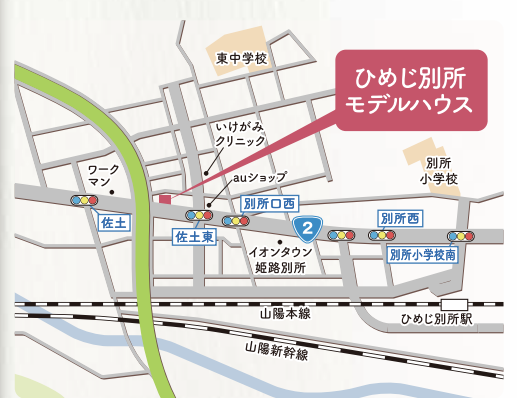 東中学校
ひめじ別所
モデルハウス
いけがみ
クリニック
別所
小学校
ワーク
マン
auショップ
別所口西
佐土
佐土東
2
別所西
イオンタウン
姫路別所
別所小学校南
山陽本線
ひめじ別所駅
山陽新幹線